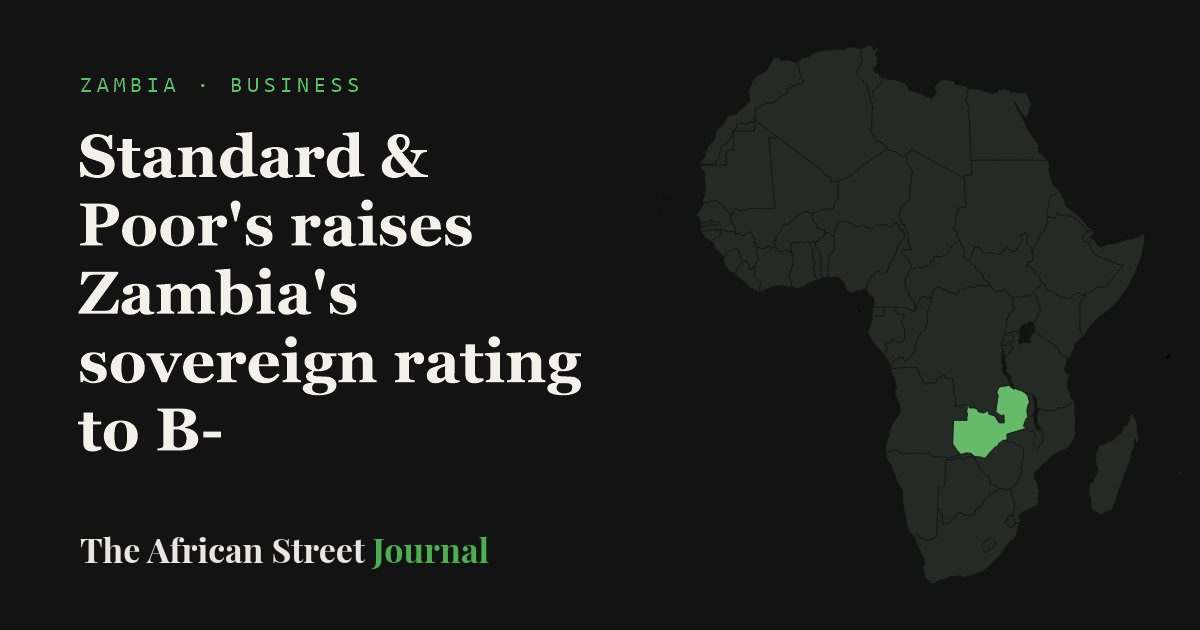 ZAMBIA · BUSINESS
Standard &
Poor's raises
Zambia's
sovereign rating
to B-
The African Street Journal